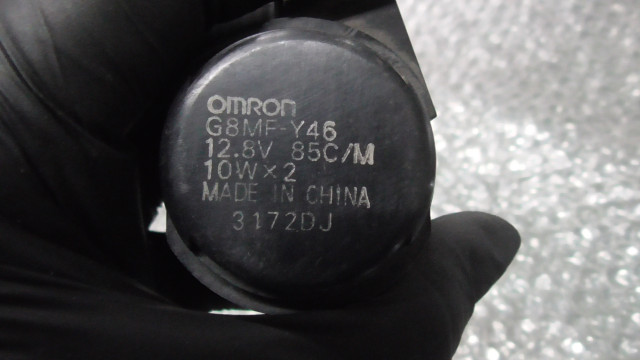 omron
G8MF-Y46
12.8V 85C/M
10W×2
MADE IN CHINA
3172DJ